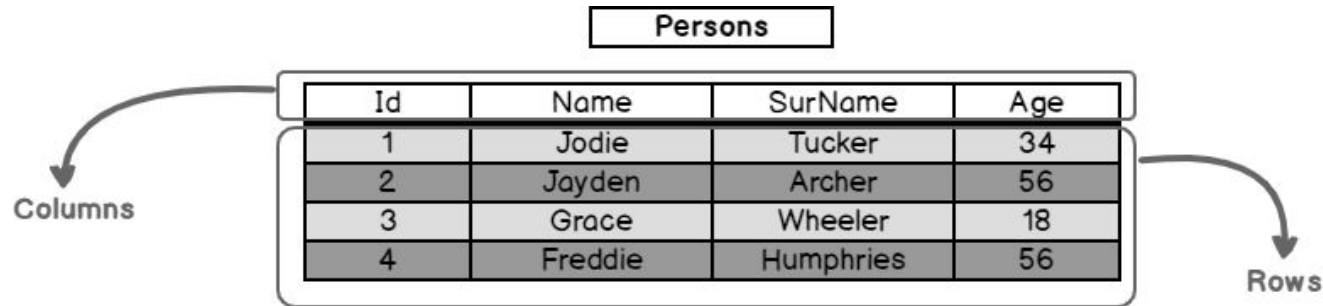 Persons
Id Name SurName Age
1 Jodie Tucker 34
2 Jayden Archer 56
3 Grace Wheeler 18
4 Freddie Humphries 56
Columns
Rows